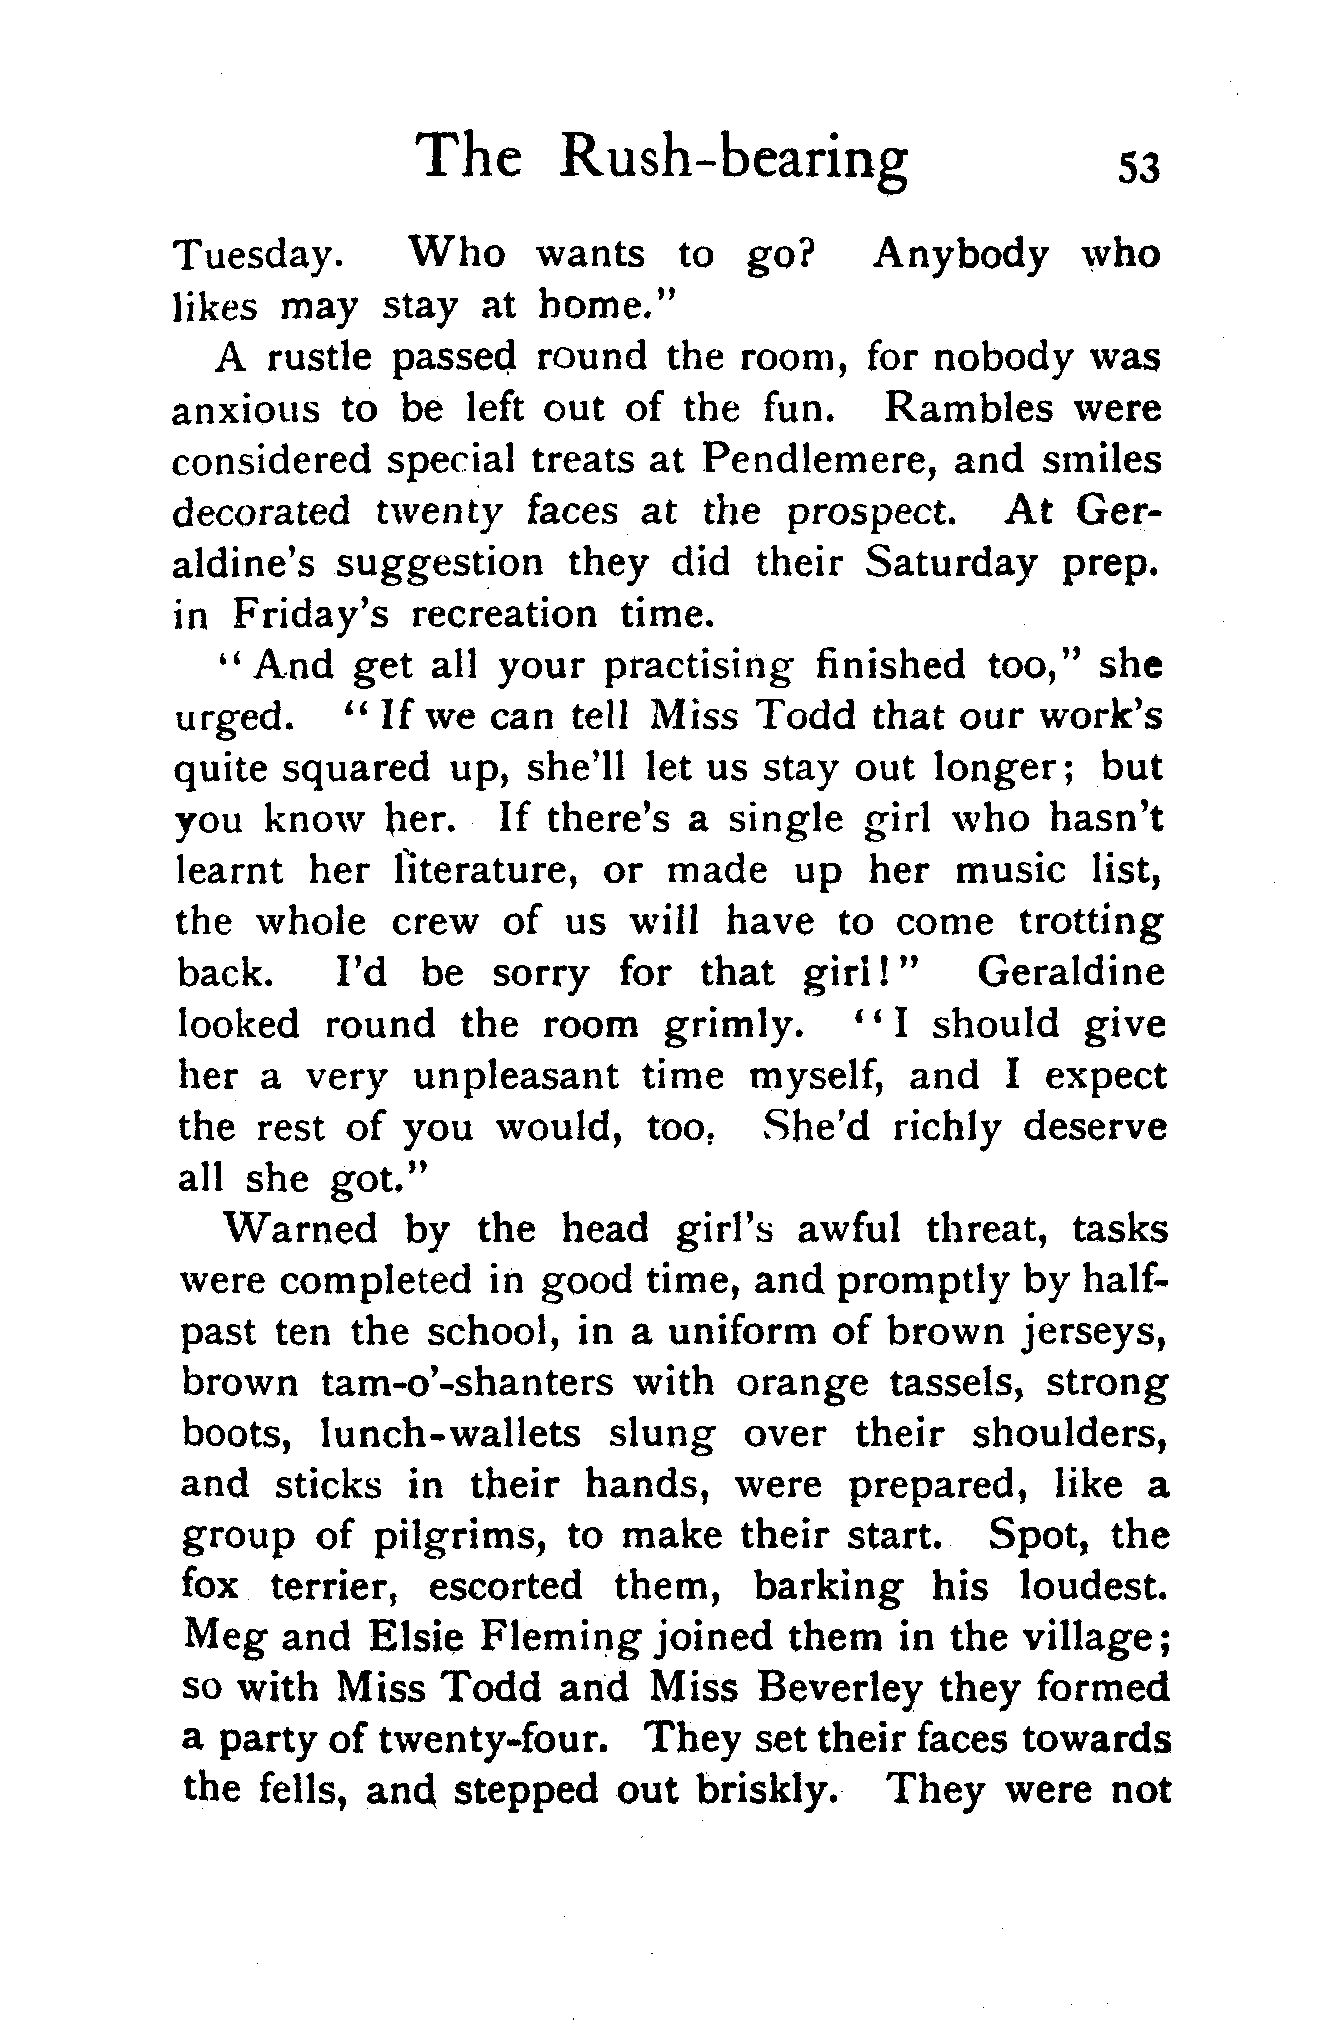 The Rush-bearing 53
Tuesday. Who wants to go? Anybody who
likes may stay at home."
A rustle passed round the room, for nobody was
anxious to be left out of the fun. Rambles were
considered special treats at Pendlemere, and smiles
decorated twenty faces at the prospect. At Ger-
aldine's suggestion they did their Saturday prep.
in Friday's recreation time.
"And get all your practising finished too," she
urged. "If we can tell Miss Todd that our work's
quite squared up, she'll let us stay out longer; but
you know her. If there's a single girl who hasn't
learnt her literature, or made up her music list,
the whole crew of us will have to come trotting
back. I'd be sorry for that girl!" Geraldine
looked round the room grimly. "I should give
her a very unpleasant time myself, and I expect
the rest of you would, too. She'd richly deserve
all she got."
Warned by the head girl's awful threat, tasks
were completed in good time, and promptly by half-
past ten the school, in a uniform of brown jerseys,
brown tam-o'-shanters with orange tassels, strong
boots, lunch-wallets slung over their shoulders,
and sticks in their hands, were prepared, like a
group of pilgrims, to make their start. Spot, the
fox terrier, escorted them, barking his loudest.
Meg and Elsie Fleming joined them in the village;
so with Miss Todd and Miss Beverley they formed
a party of twenty-four. They set their faces towards
the fells, and stepped out briskly. They were not